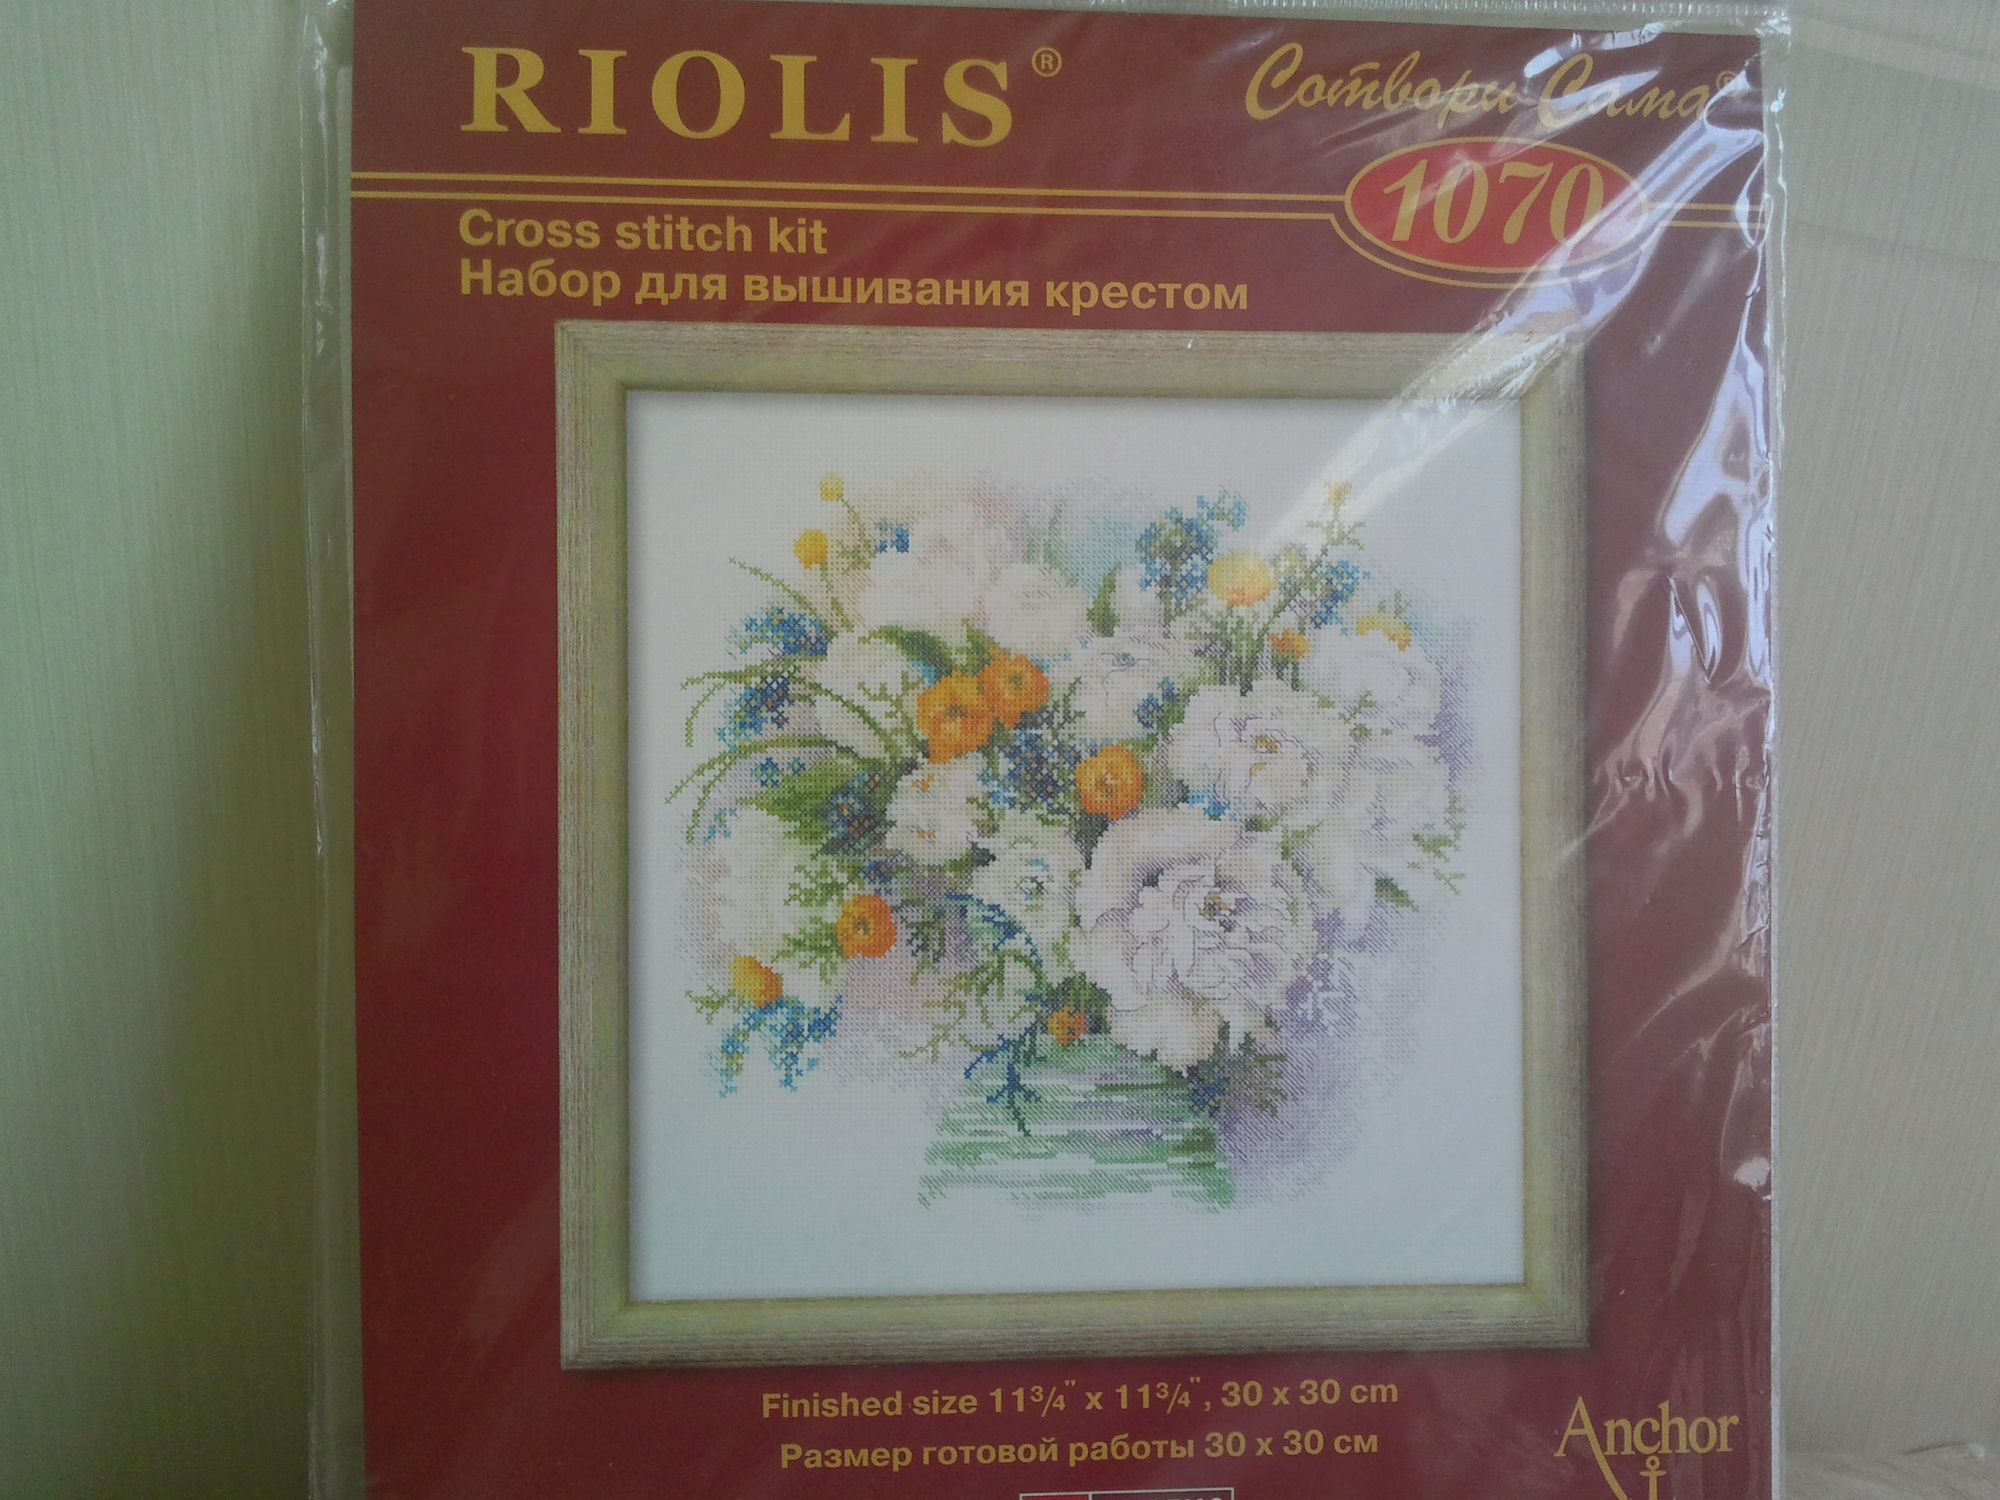 RIOLIS®
Сотвори Сама®
1070
Cross stitch kit
Набор для вышивания крестом
Finished size 11¾" x 11¾", 30 x 30 cm
Размер готовой работы 30 x 30 см
Anchor